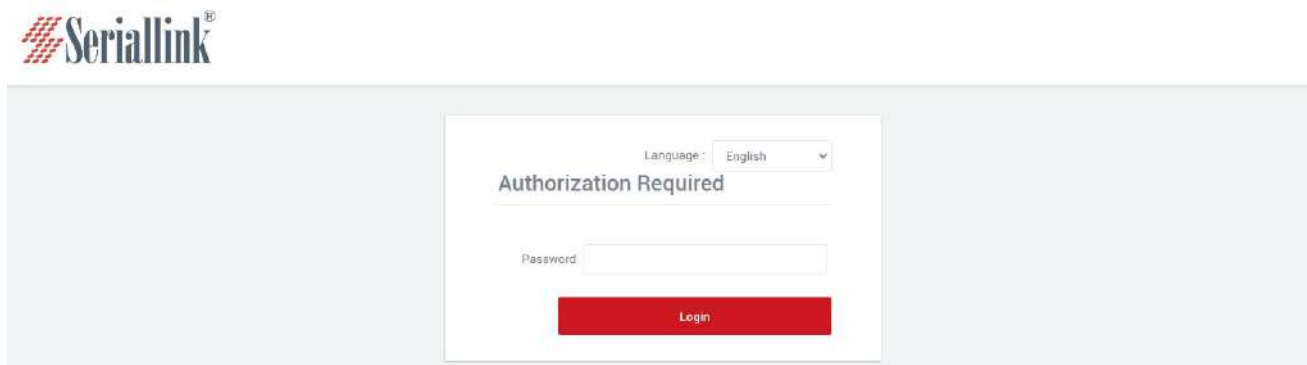 Seriallink®
Language : English
Authorization Required
Password
Login